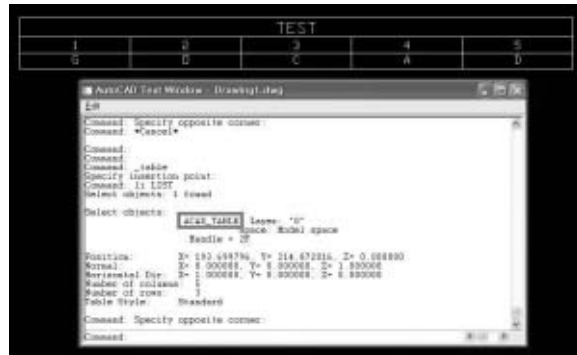 TEST
1 2 3 4 5
G D C A D
AutoCAD Text Window - Drawing1.dwg
Edit
Command: Specify opposite corner:
Command: *Cancel*
Command:
Command:
Command: _table
Specify insertion point:
Command: li LIST
Select objects: 1 found
Select objects:
ACAD_TABLE Layer: "0"
Space: Model space
Handle = 2F
Position: X= 193.699796, Y= 214.872016, Z= 0.000000
Normal: X= 0.000000, Y= 0.000000, Z= 1.000000
Horizontal Dir: X= 1.000000, Y= 0.000000, Z= 0.000000
Number of columns: 5
Number of rows: 3
Table Style: Standard
Command: Specify opposite corner:
Command: